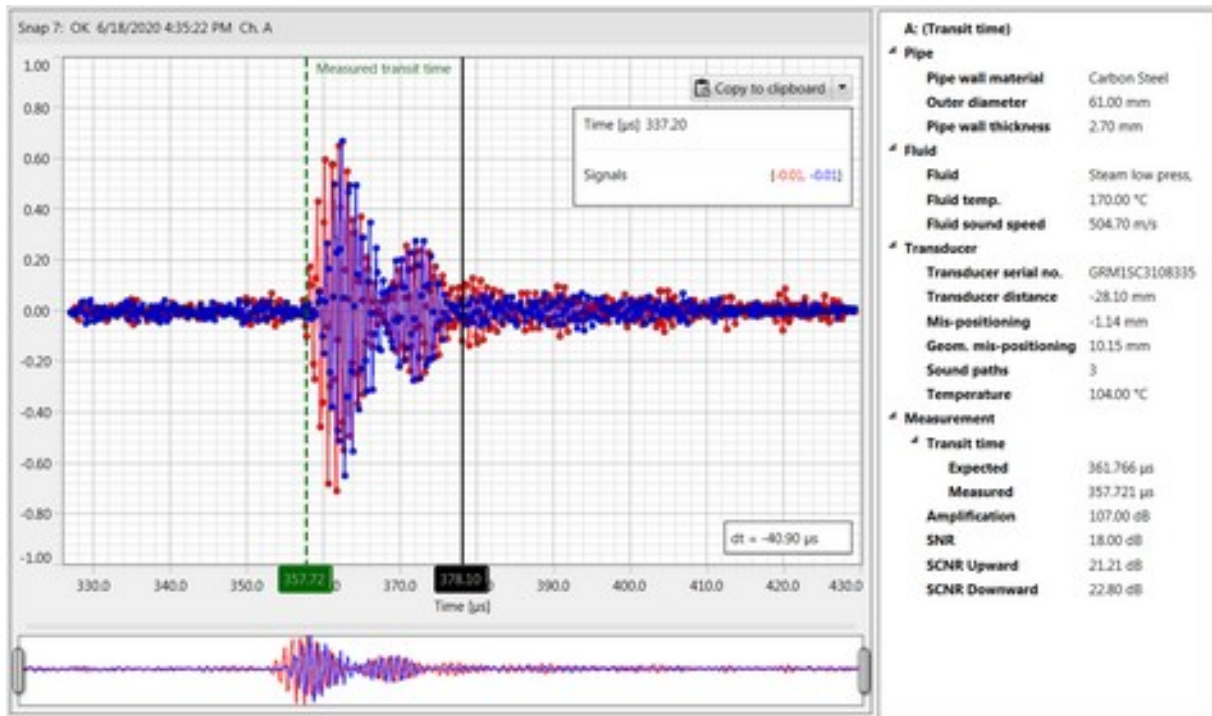 Snap 7: OK 6/18/2020 4:35:22 PM Ch. A
Measured transit time
Copy to clipboard
Time [µs] 337.20
Signals [-0.01, -0.01]
1.00
0.80
0.60
0.40
0.20
0.00
-0.20
-0.40
-0.60
-0.80
-1.00
dt = -40.90 µs
330.0 340.0 350.0 357.72 370.0 378.10 390.0 400.0 410.0 420.0 430.0
Time [µs]
A: (Transit time)
Pipe
Pipe wall material Carbon Steel
Outer diameter 61.00 mm
Pipe wall thickness 2.70 mm
Fluid
Fluid Steam low press,
Fluid temp. 170.00 °C
Fluid sound speed 504.70 m/s
Transducer
Transducer serial no. GRM1SC3108335
Transducer distance -28.10 mm
Mis-positioning -1.14 mm
Geom. mis-positioning 10.15 mm
Sound paths 3
Temperature 104.00 °C
Measurement
Transit time
Expected 361.766 µs
Measured 357.721 µs
Amplification 107.00 dB
SNR 18.00 dB
SCNR Upward 21.21 dB
SCNR Downward 22.80 dB